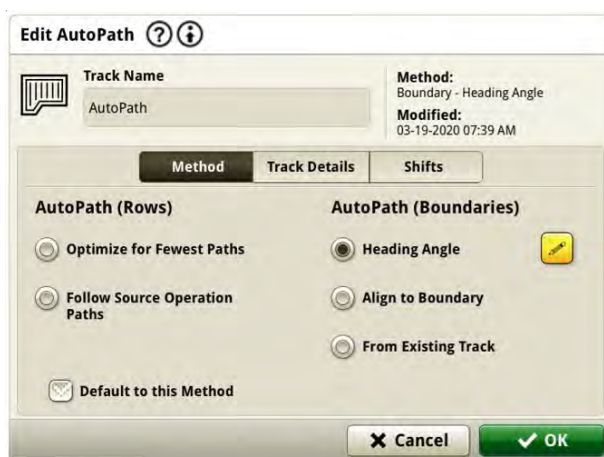 Edit AutoPath
Track Name
AutoPath
Method:
Boundary - Heading Angle
Modified:
03-19-2020 07:39 AM
Method
Track Details
Shifts
AutoPath (Rows)
Optimize for Fewest Paths
Follow Source Operation
Paths
Default to this Method
AutoPath (Boundaries)
Heading Angle
Align to Boundary
From Existing Track
Cancel
OK